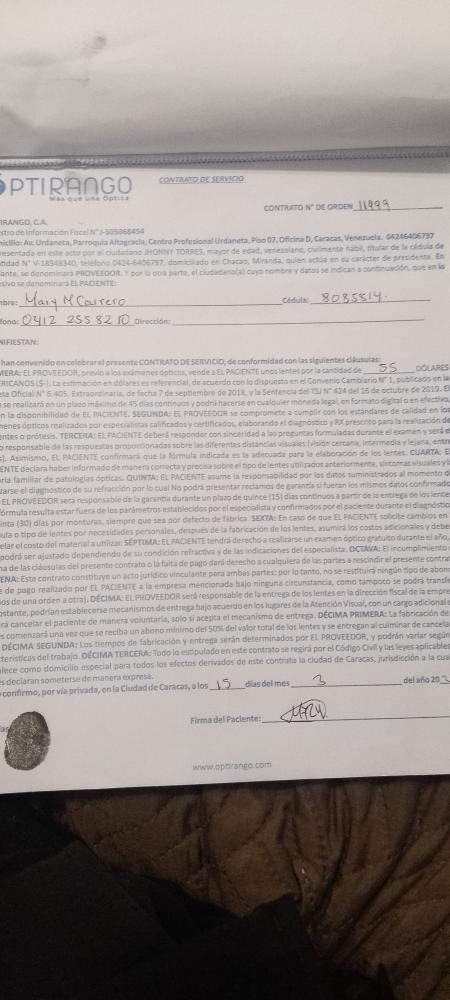 OPTIRANGO
Más que una Óptica
CONTRATO DE SERVICIO
CONTRATO N° DE ORDEN 11999
IRANGO, C.A.
stro de Información Fiscal N° J-505868454
icilio: Av. Urdaneta, Parroquia Altagracia, Centro Profesional Urdaneta, Piso 07, Oficina D, Caracas, Venezuela. 04246406797
resentada en este acto por el ciudadano JHONNY TORRES, mayor de edad, venezolano, civilmente hábil, titular de la cédula de
tidad N° V-18348340, teléfono 0424-6406797, domiciliado en Chacao, Miranda, quien actúa en su carácter de presidente. En
lante, se denominará PROVEEDOR. Y por la otra parte, el ciudadano(a) cuyo nombre y datos se indican a continuación, que en lo
sivo se denominará EL PACIENTE:
mbre: Mary M Carrero Cédula: 8085814
fono: 0412 2558210 Dirección:
NIFIESTAN:
han convenido en celebrar el presente CONTRATO DE SERVICIO, de conformidad con las siguientes cláusulas:
MERA: EL PROVEEDOR, previo a los exámenes ópticos, vende a EL PACIENTE unos lentes por la cantidad de 55 DÓLARES
ERICANOS ($-). La estimación en dólares es referencial, de acuerdo con lo dispuesto en el Convenio Cambiario N° 1, publicado en la
eta Oficial N° 6.405, Extraordinaria, de fecha 7 de septiembre de 2018, y la Sentencia del TSJ N° 424 del 16 de octubre de 2019. El
se realizará en un plazo máximo de 45 días continuos y podrá hacerse en cualquier moneda legal, en formato digital o en efectivo,
n la disponibilidad de EL PACIENTE. SEGUNDA: EL PROVEEDOR se compromete a cumplir con los estándares de calidad en los
menes ópticos realizados por especialistas calificados y certificados, elaborando el diagnóstico y RX prescrito para la realización de
entes o prótesis. TERCERA: EL PACIENTE deberá responder con sinceridad a las preguntas formuladas durante el examen y será e
o responsable de las respuestas proporcionadas sobre las diferentes distancias visuales (visión cercana, intermedia y lejana, entre
s). Asimismo, EL PACIENTE confirmará que la fórmula indicada es la adecuada para la elaboración de los lentes. CUARTA: E
ENTE declara haber informado de manera correcta y precisa sobre el tipo de lentes utilizados anteriormente, síntomas visuales y l
ria familiar de patologías ópticas. QUINTA: EL PACIENTE asume la responsabilidad por los datos suministrados al momento d
zarse el diagnostico de su refracción por lo cual No podrá presentar reclamos de garantía si fueran los mismos datos confirmado
EL PROVEEDOR será responsable de la garantía durante un plazo de quince (15) días continuos a partir de la entrega de los lente
fórmula resulta estar fuera de los parámetros establecidos por el especialista y confirmados por el paciente durante el diagnóstic
inta (30) días por monturas, siempre que sea por defecto de fábrica. SEXTA: En caso de que EL PACIENTE solicite cambios en
ula o tipo de lentes por necesidades personales, después de la fabricación de los lentes, asumirá los costos adicionales y debe
elar el costo del material a utilizar. SÉPTIMA: EL PACIENTE tendrá derecho a realizarse un examen óptico gratuito durante el año,
podrá ser ajustado dependiendo de su condición refractiva y de las indicaciones del especialista. OCTAVA: El incumplimiento
na de las cláusulas del presente contrato o la falta de pago dará derecho a cualquiera de las partes a rescindir el presente contra
ENA: Este contrato constituye un acto jurídico vinculante para ambas partes; por lo tanto, no se restituirá ningún tipo de abono
e de pago realizado por EL PACIENTE a la empresa mencionada bajo ninguna circunstancia, como tampoco se podrá transfe
os de una orden a otra). DÉCIMA: EL PROVEEDOR será responsable de la entrega de los lentes en la dirección fiscal de la empre
ostante, podrían establecerse mecanismos de entrega bajo acuerdo en los lugares de la Atención Visual, con un cargo adicional
rá cancelar el paciente de manera voluntaria, solo si acepta el mecanismo de entrega. DÉCIMA PRIMERA: La fabricación de
es comenzará una vez que se reciba un abono mínimo del 50% del valor total de los lentes y se entregan al culminar de cancela
DÉCIMA SEGUNDA: Los tiempos de fabricación y entrega serán determinados por EL PROVEEDOR, y podrán variar según
terísticas del trabajo. DÉCIMA TERCERA: Todo lo estipulado en este contrato se regirá por el Código Civil y las leyes aplicables
lece como domicilio especial para todos los efectos derivados de este contrato la ciudad de Caracas, jurisdicción a la cua
s declaran someterse de manera expresa.
confirmo, por vía privada, en la Ciudad de Caracas, a los 15 días del mes 3 del año 202
Firma del Paciente:
www.optirango.com